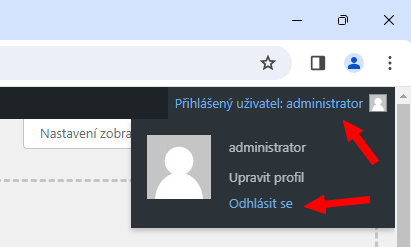 Přihlášený uživatel: administrator
Nastavení zobra
administrator
Upravit profil
Odhlásit se